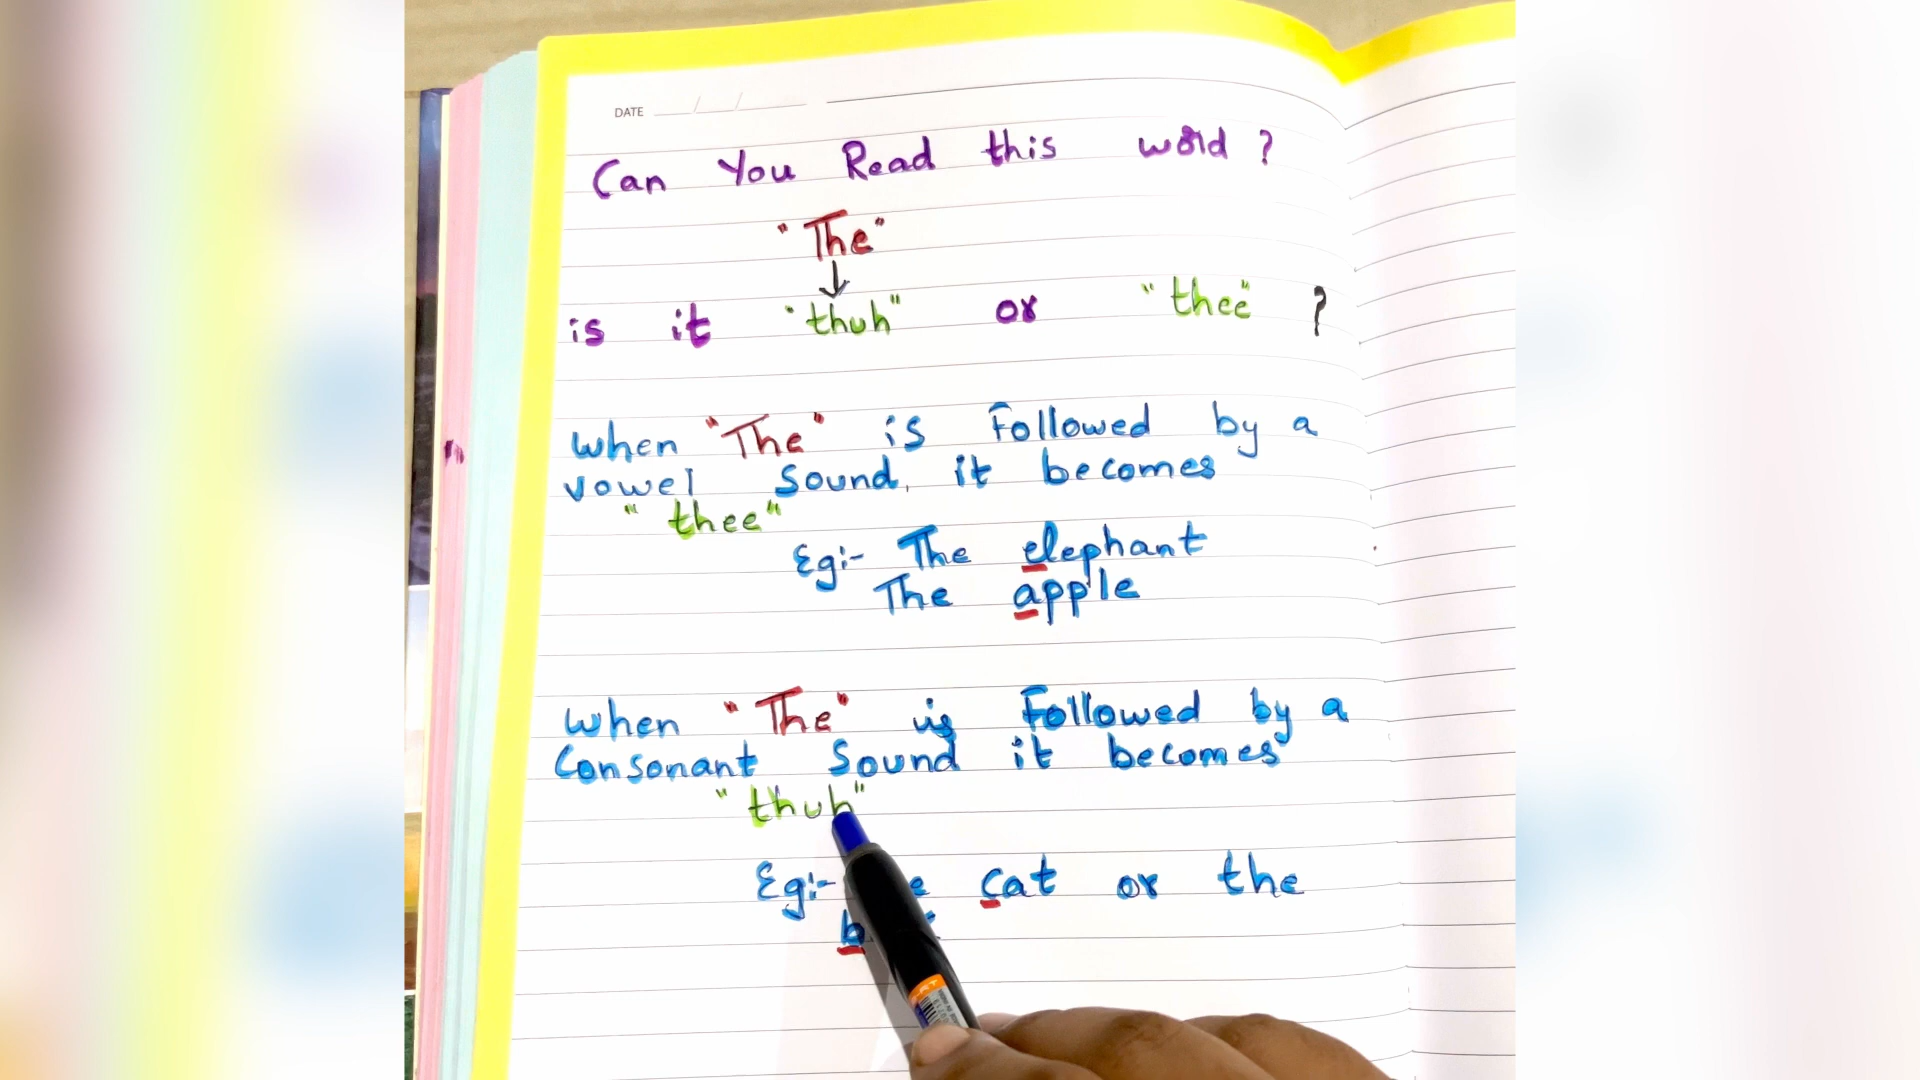 DATE / /
Can You Read this word ?
"The"
↓
is it "thuh" or "thee" ?
When "The" is Followed by a
vowel Sound, it becomes
"thee"
Eg:- The elephant
The apple
When "The" is Followed by a
Consonant Sound it becomes
"thuh"
Eg:- cat or the